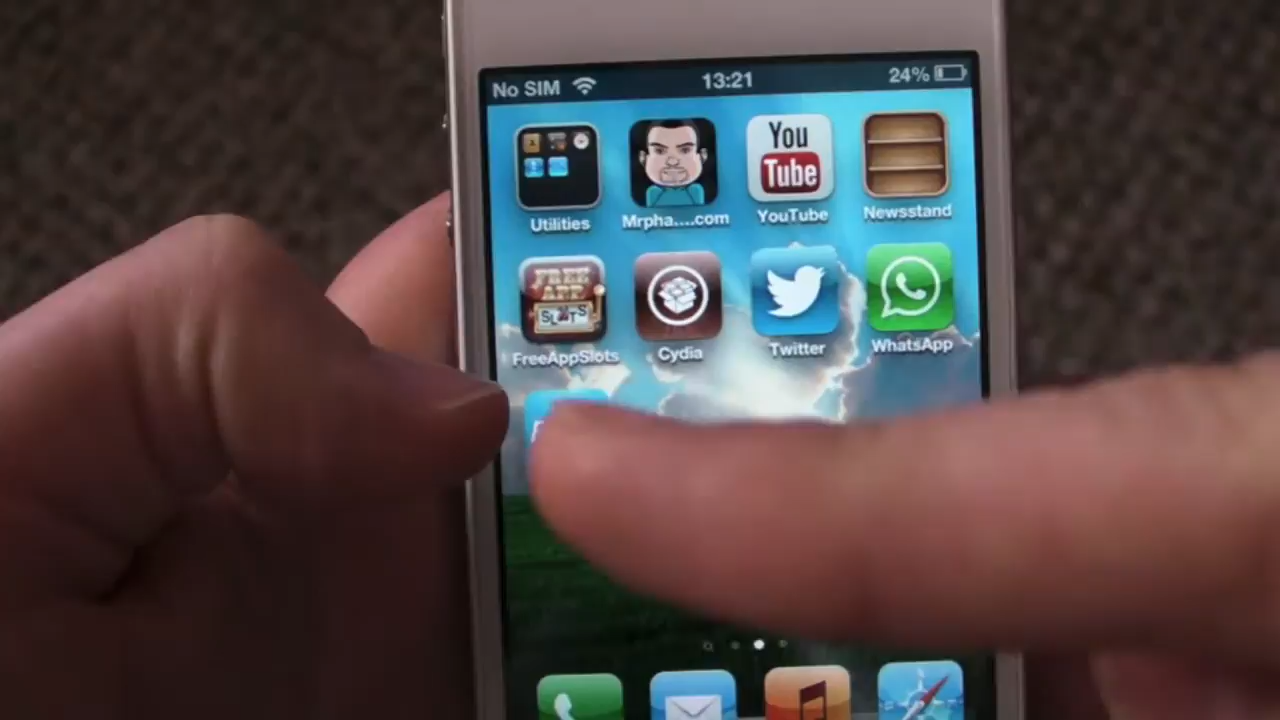 No SIM 13:21 24%
You
Tube
Utilities Mrpha....com YouTube Newsstand
FREE
APP
SLOTS
FreeAppSlots Cydia Twitter WhatsApp